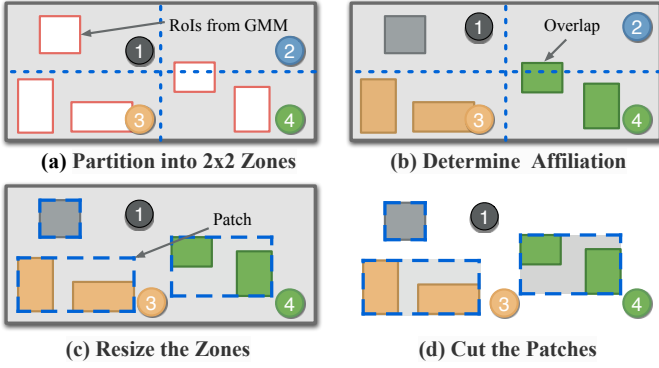 RoIs from GMM
1
2
3
4
(a) Partition into 2x2 Zones
Overlap
1
2
3
4
(b) Determine Affiliation
1
Patch
3
4
(c) Resize the Zones
1
3
4
(d) Cut the Patches